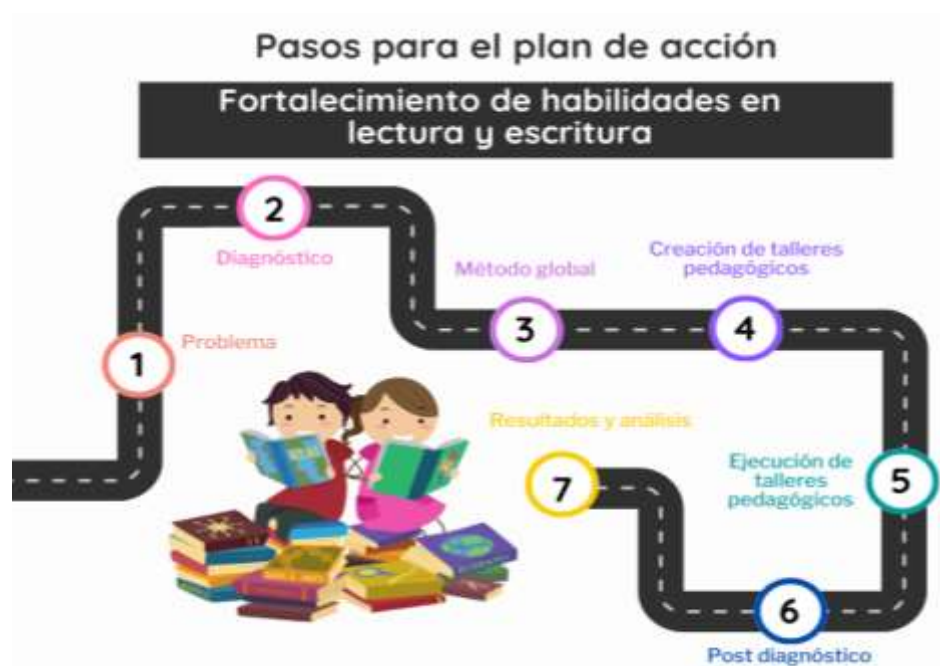 Pasos para el plan de acción
Fortalecimiento de habilidades en
lectura y escritura
1
Problema
2
Diagnóstico
3
Método global
4
Creación de talleres
pedagógicos
5
Ejecución de
talleres
pedagógicos
6
Post diagnóstico
7
Resultados y análisis